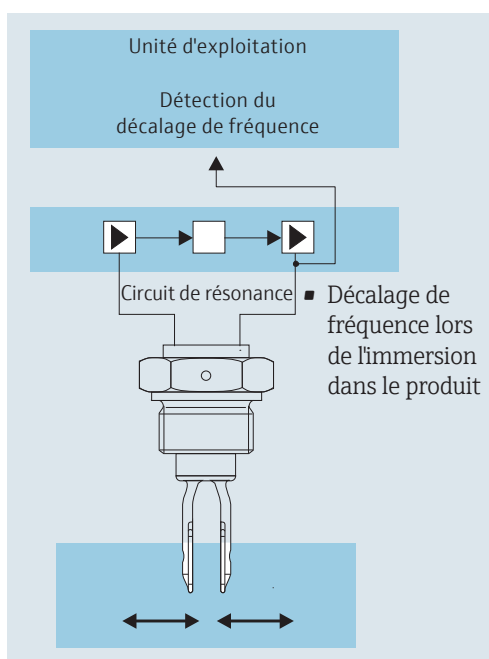 Unité d'exploitation
Détection du
décalage de fréquence
Circuit de résonance
▪ Décalage de
fréquence lors
de l'immersion
dans le produit